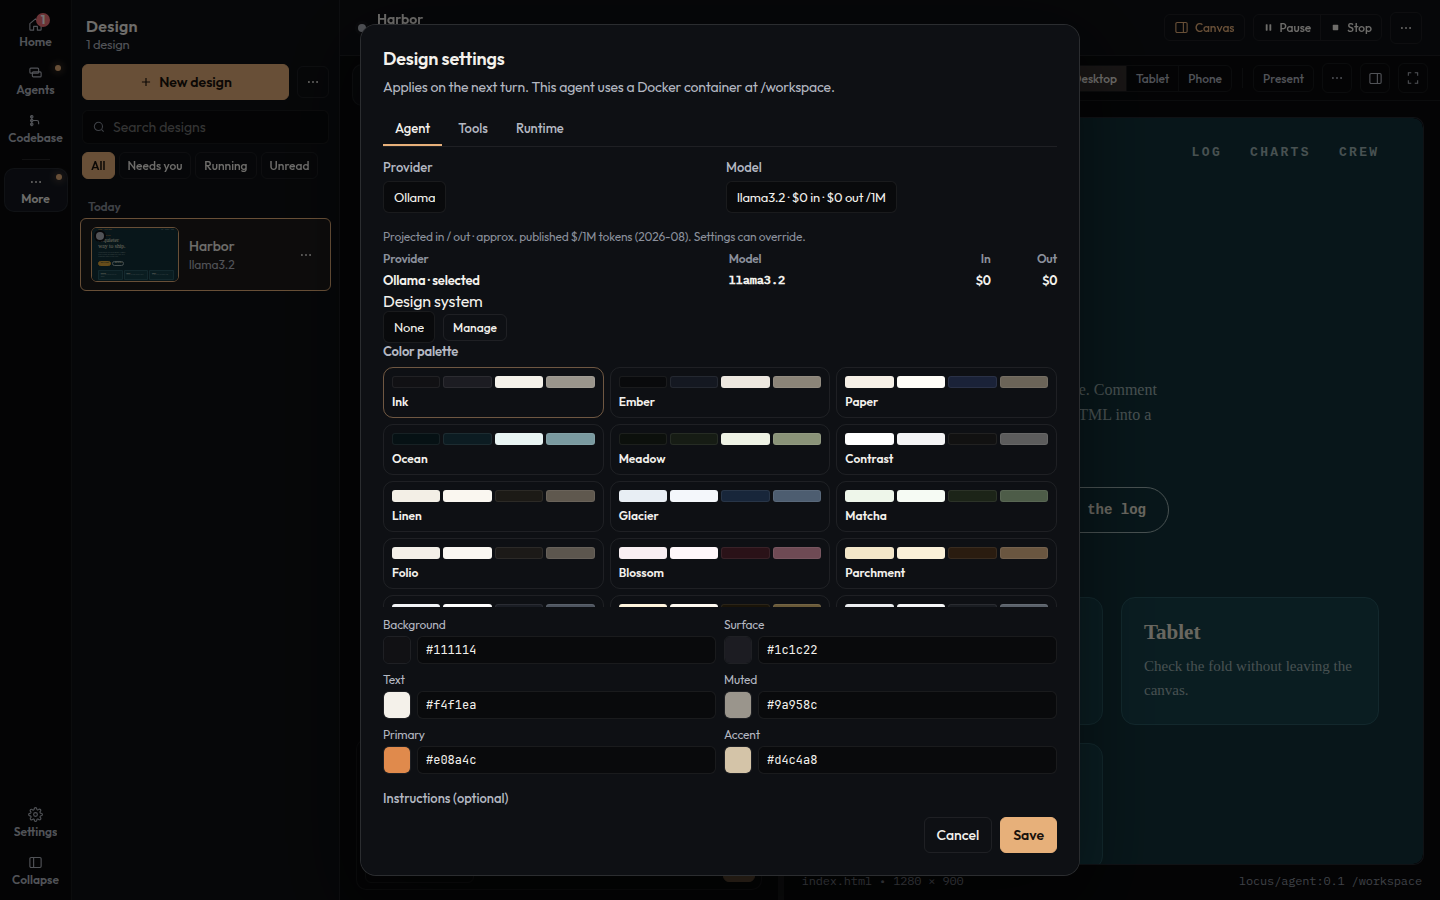 1
Home
Agents
Codebase
More
Settings
Collapse
Design
1 design
+ New design
Search designs
All
Needs you
Running
Unread
Today
Harbor
llama3.2
Harbor
Canvas
Pause
Stop
Desktop
Tablet
Phone
Present
Design settings
Applies on the next turn. This agent uses a Docker container at /workspace.
Agent
Tools
Runtime
Provider
Model
Ollama
llama3.2 · $0 in · $0 out /1M
Projected in / out · approx. published $/1M tokens (2026-08). Settings can override.
Provider
Model
In
Out
Ollama · selected
llama3.2
$0
$0
Design system
None
Manage
Color palette
Ink
Ember
Paper
Ocean
Meadow
Contrast
Linen
Glacier
Matcha
Folio
Blossom
Parchment
Background
Surface
#111114
#1c1c22
Text
Muted
#f4f1ea
#9a958c
Primary
Accent
#e08a4c
#d4c4a8
Instructions (optional)
Cancel
Save
LOG
CHARTS
CREW
e. Comment
TML into a
the log
Tablet
Check the fold without leaving the
canvas.
index.html • 1280 × 900
locus/agent:0.1 /workspace